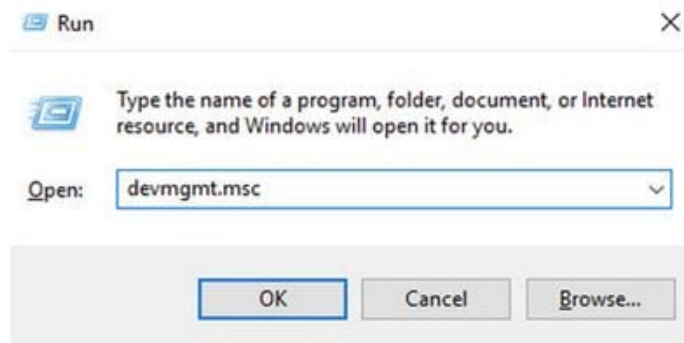 Run
Type the name of a program, folder, document, or Internet
resource, and Windows will open it for you.
Open: devmgmt.msc
OK Cancel Browse...